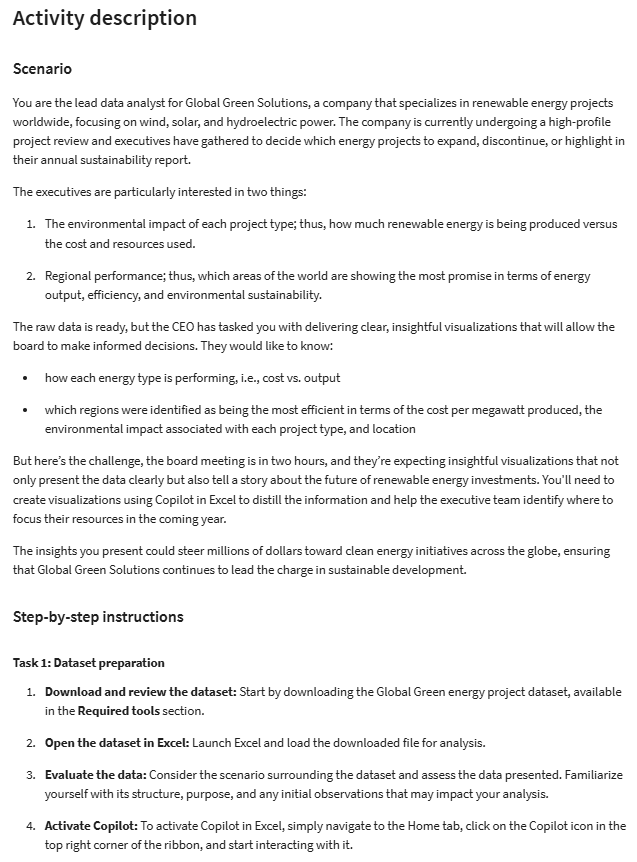 Activity description
Scenario
You are the lead data analyst for Global Green Solutions, a company that specializes in renewable energy projects
worldwide, focusing on wind, solar, and hydroelectric power. The company is currently undergoing a high-profile
project review and executives have gathered to decide which energy projects to expand, discontinue, or highlight in
their annual sustainability report.
The executives are particularly interested in two things:
1. The environmental impact of each project type; thus, how much renewable energy is being produced versus
the cost and resources used.
2. Regional performance; thus, which areas of the world are showing the most promise in terms of energy
output, efficiency, and environmental sustainability.
The raw data is ready, but the CEO has tasked you with delivering clear, insightful visualizations that will allow the
board to make informed decisions. They would like to know:
• how each energy type is performing, i.e., cost vs. output
• which regions were identified as being the most efficient in terms of the cost per megawatt produced, the
environmental impact associated with each project type, and location
But here's the challenge, the board meeting is in two hours, and they're expecting insightful visualizations that not
only present the data clearly but also tell a story about the future of renewable energy investments. You'll need to
create visualizations using Copilot in Excel to distill the information and help the executive team identify where to
focus their resources in the coming year.
The insights you present could steer millions of dollars toward clean energy initiatives across the globe, ensuring
that Global Green Solutions continues to lead the charge in sustainable development.
Step-by-step instructions
Task 1: Dataset preparation
1. Download and review the dataset: Start by downloading the Global Green energy project dataset, available
in the Required tools section.
2. Open the dataset in Excel: Launch Excel and load the downloaded file for analysis.
3. Evaluate the data: Consider the scenario surrounding the dataset and assess the data presented. Familiarize
yourself with its structure, purpose, and any initial observations that may impact your analysis.
4. Activate Copilot: To activate Copilot in Excel, simply navigate to the Home tab, click on the Copilot icon in the
top right corner of the ribbon, and start interacting with it.